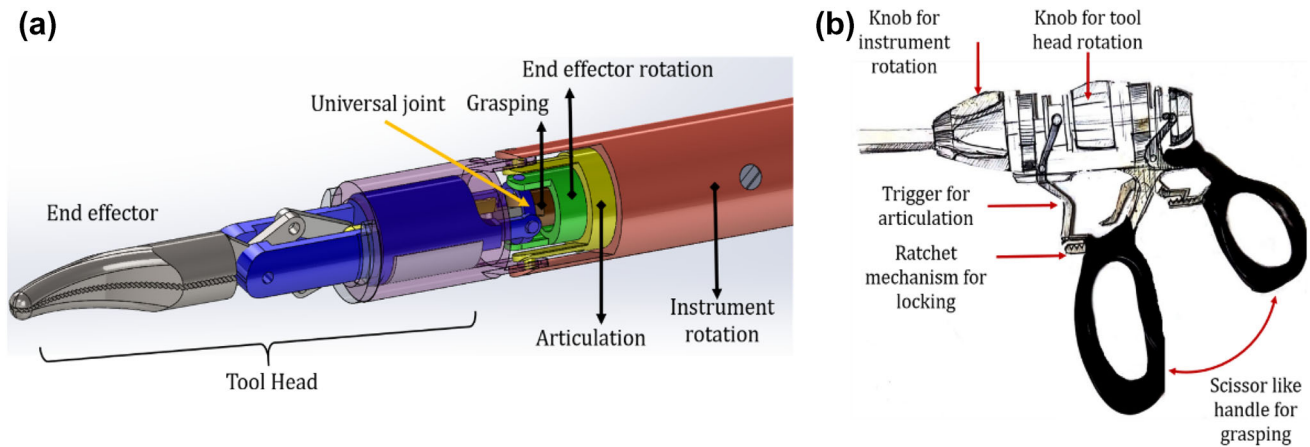 (a)
End effector rotation
Universal joint
Grasping
End effector
Instrument
rotation
Articulation
Tool Head
(b)
Knob for
instrument
rotation
Knob for tool
head rotation
Trigger for
articulation
Ratchet
mechanism for
locking
Scissor like
handle for
grasping